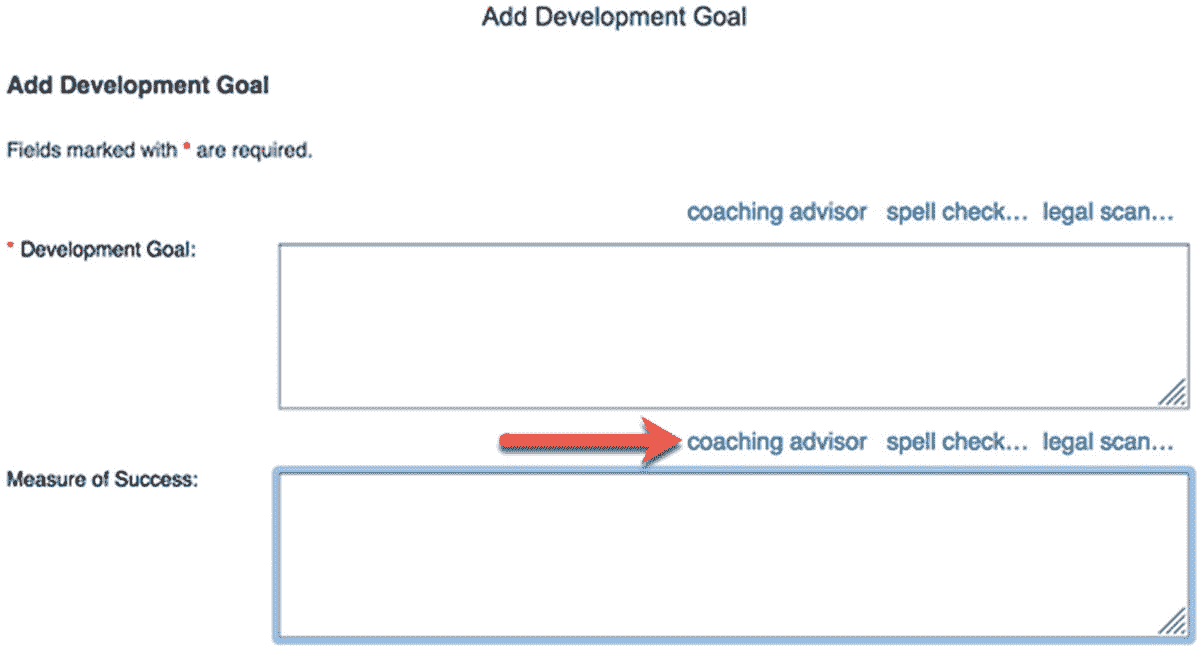 Add Development Goal
Add Development Goal
Fields marked with * are required.
coaching advisor spell check... legal scan...
* Development Goal:
coaching advisor spell check... legal scan...
Measure of Success: